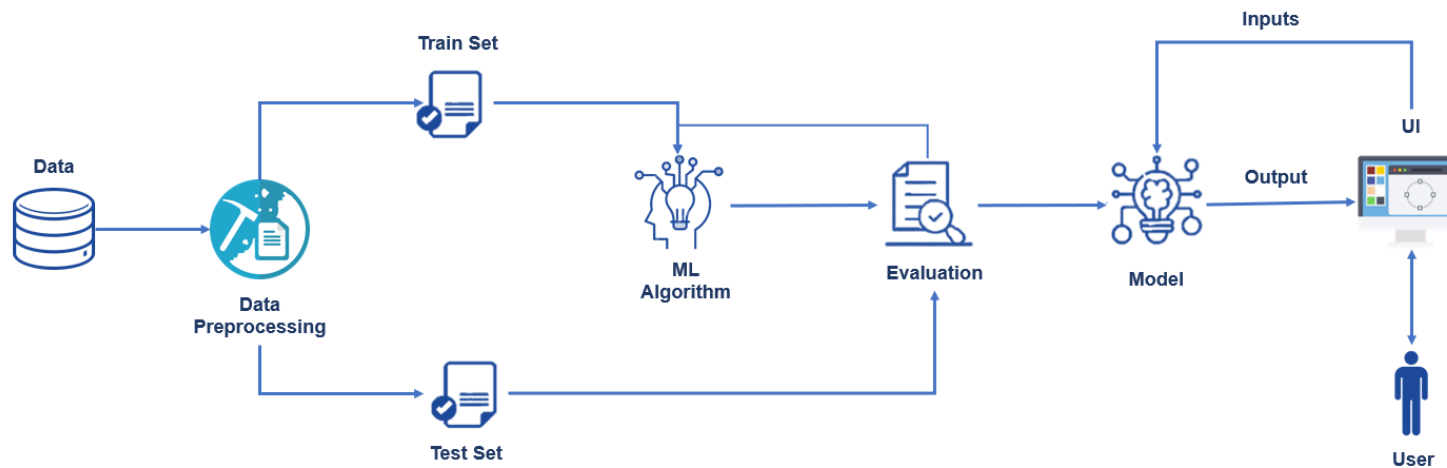 Inputs
Train Set
UI
Data
Output
ML
Algorithm
Evaluation
Model
Data
Preprocessing
Test Set
User